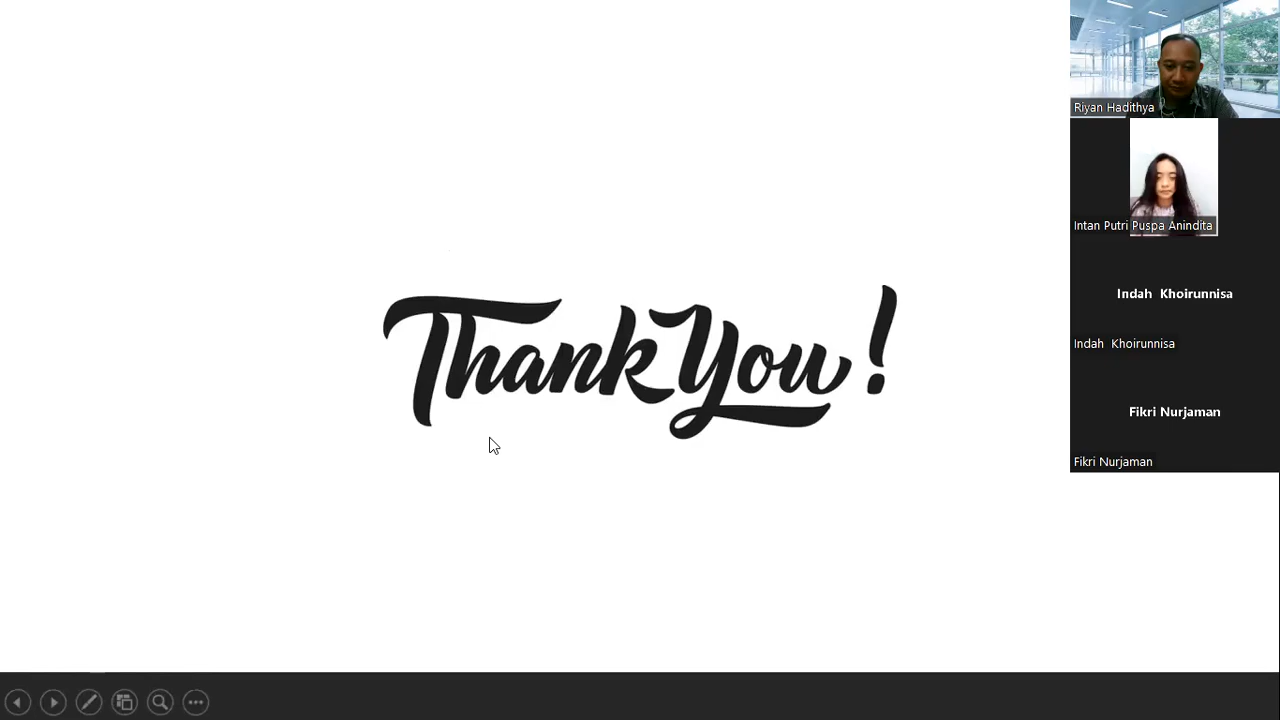 Thank You!
Riyan Hadithya
Intan Putri Puspa Anindita
Indah Khoirunnisa
Indah Khoirunnisa
Fikri Nurjaman
Fikri Nurjaman